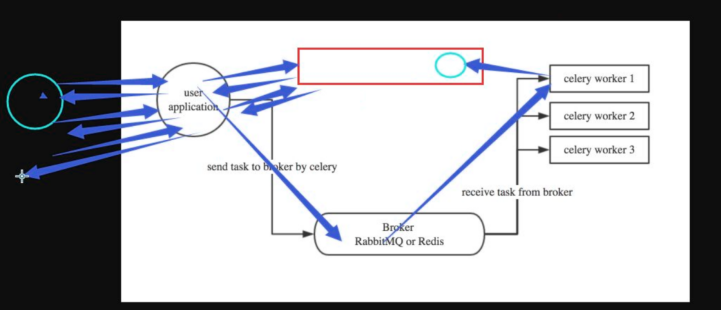 user
application
celery worker 1
celery worker 2
celery worker 3
send task to broker by celery
receive task from broker
Broker
RabbitMQ or Redis